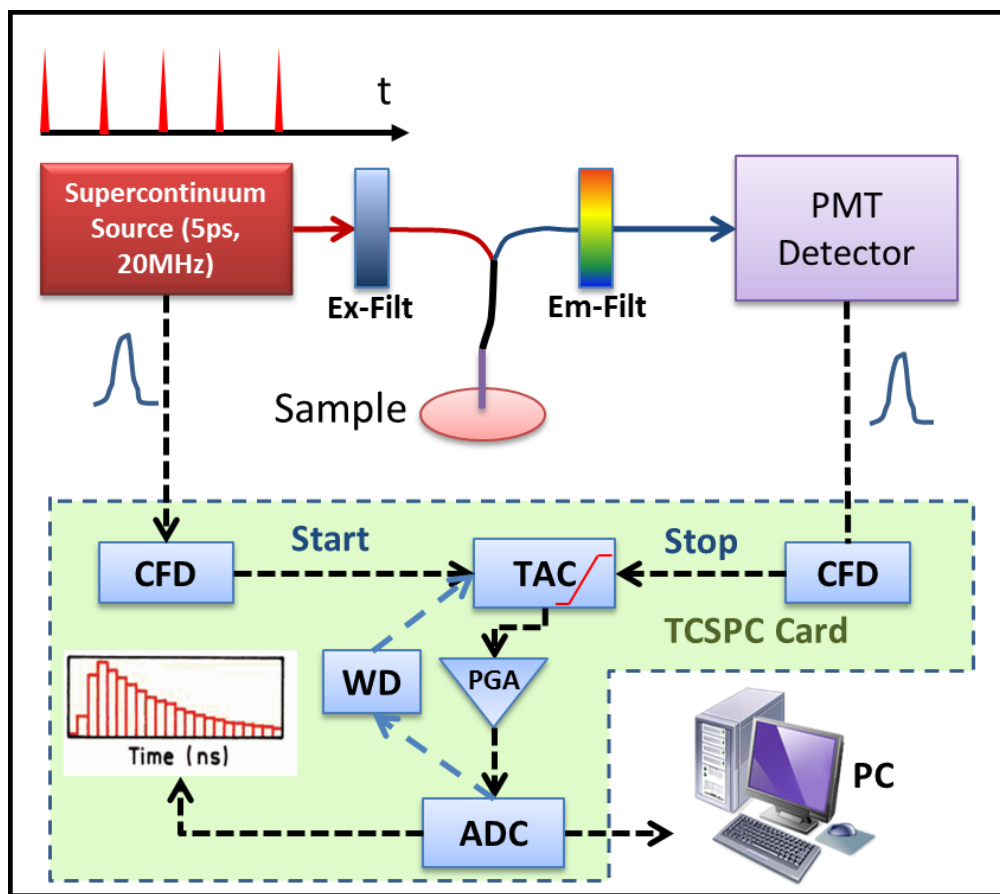 t
Supercontinuum
Source (5ps,
20MHz)
Ex-Filt
Em-Filt
PMT
Detector
Sample
CFD
Start
TAC
Stop
CFD
TCSPC Card
WD
PGA
Time (ns)
ADC
PC